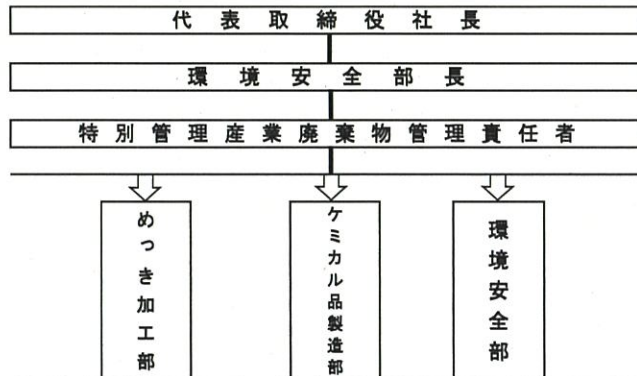 代表取締役社長
環境安全部長
特別管理産業廃棄物管理責任者
めっき加工部
ケミカル品製造部
環境安全部